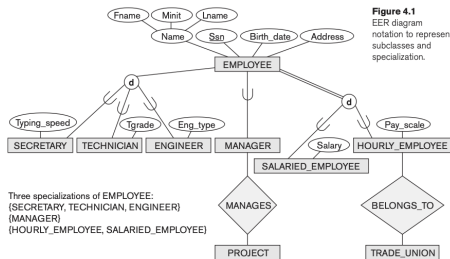 Fname Minit Lname
Name Ssn Birth_date Address
Figure 4.1
EER diagram
notation to represen
subclasses and
specialization.
EMPLOYEE
d
d
Typing_speed Tgrade Eng_type Pay_scale
Salary
SECRETARY TECHNICIAN ENGINEER MANAGER HOURLY_EMPLOYEE
SALARIED_EMPLOYEE
Three specializations of EMPLOYEE:
{SECRETARY, TECHNICIAN, ENGINEER}
{MANAGER}
{HOURLY_EMPLOYEE, SALARIED_EMPLOYEE}
MANAGES BELONGS_TO
PROJECT TRADE_UNION